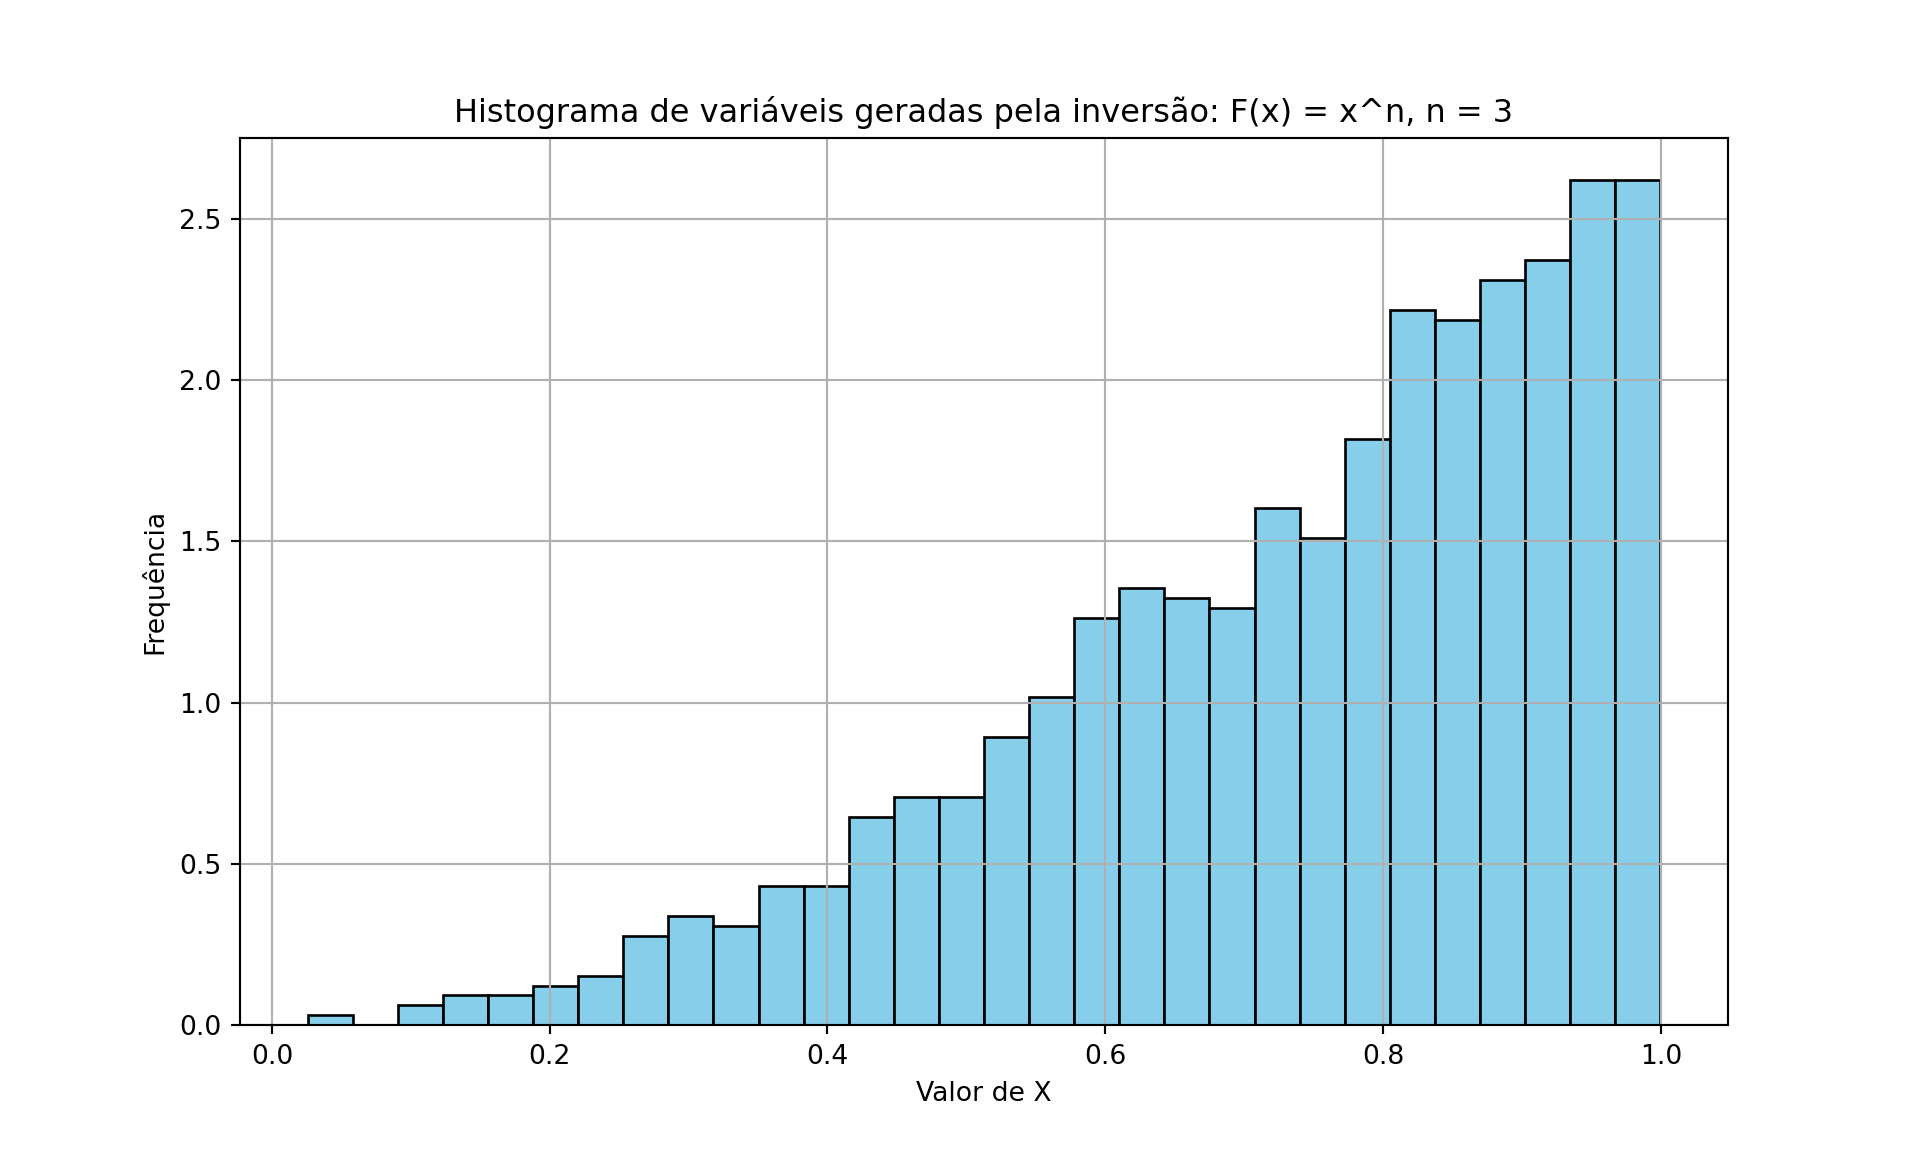 Histograma de variáveis geradas pela inversão: F(x) = x^n, n = 3
2.5
2.0
1.5
1.0
0.5
0.0
Frequência
0.0 0.2 0.4 0.6 0.8 1.0
Valor de X